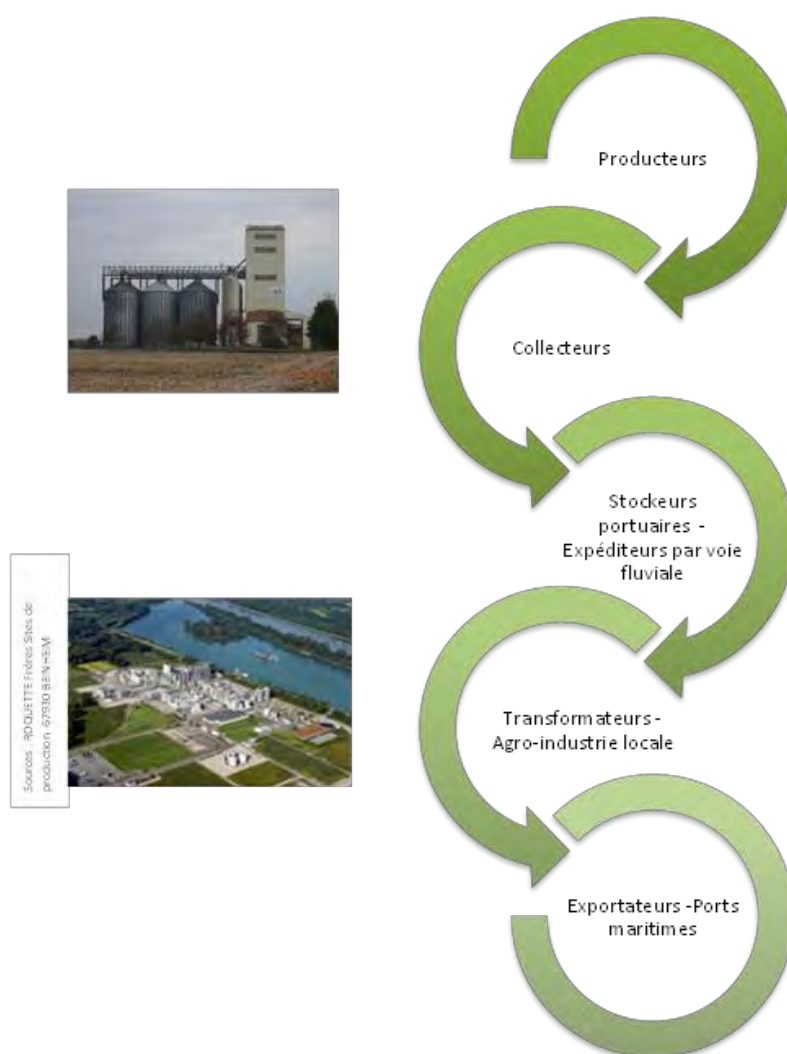 Producteurs
Collecteurs
Stockeurs
portuaires -
Expéditeurs par voie
fluviale
Sources : ROQUETTE Frères Sites de
production 67930 BEINHEIM
Transformateurs -
Agro-industrie locale
Exportateurs -Ports
maritimes